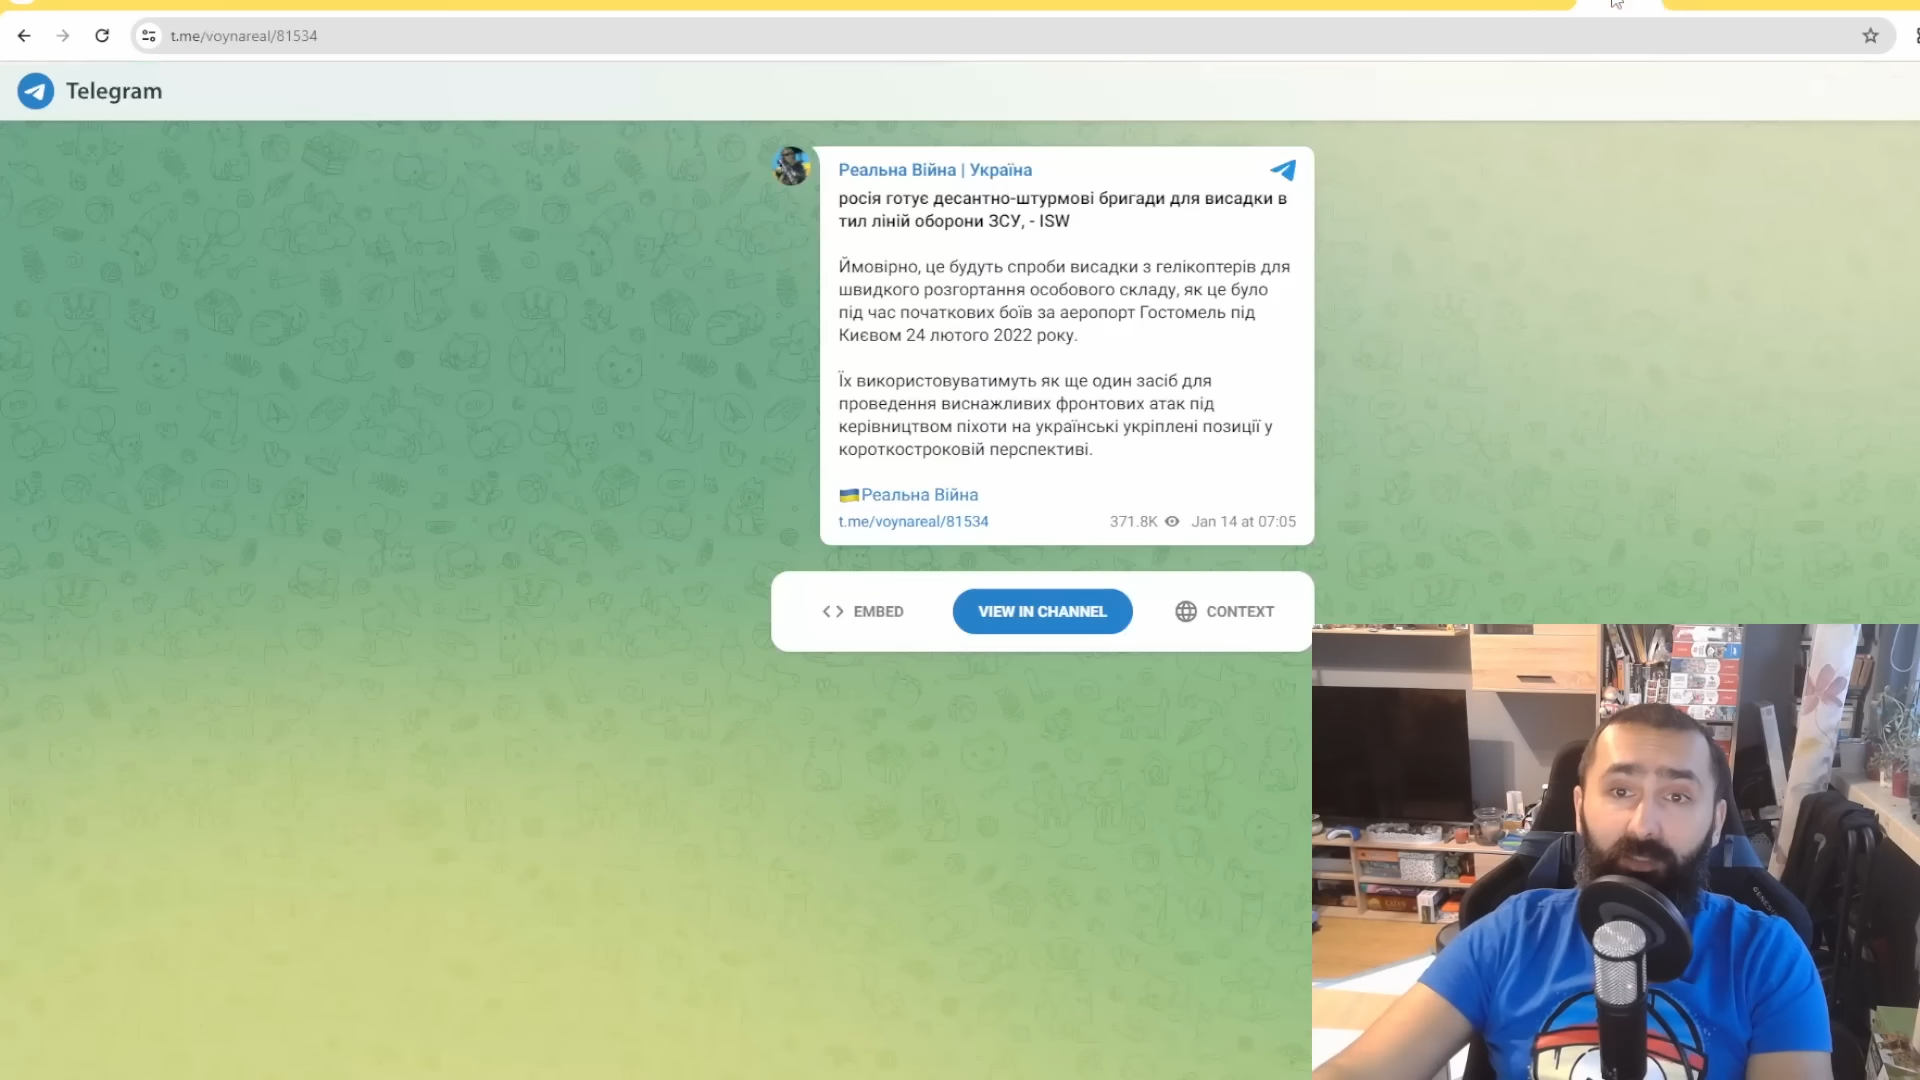 t.me/voynareal/81534
Telegram
Реальна Війна | Україна
росія готує десантно-штурмові бригади для висадки в
тил ліній оборони ЗСУ, - ISW
Ймовірно, це будуть спроби висадки з гелікоптерів для
швидкого розгортання особового складу, як це було
під час початкових боїв за аеропорт Гостомель під
Києвом 24 лютого 2022 року.
Їх використовуватимуть як ще один засіб для
проведення виснажливих фронтових атак під
керівництвом піхоти на українські укріплені позиції у
короткостроковій перспективі.
🇺🇦Реальна Війна
t.me/voynareal/81534 371.8K Jan 14 at 07:05
EMBED VIEW IN CHANNEL CONTEXT